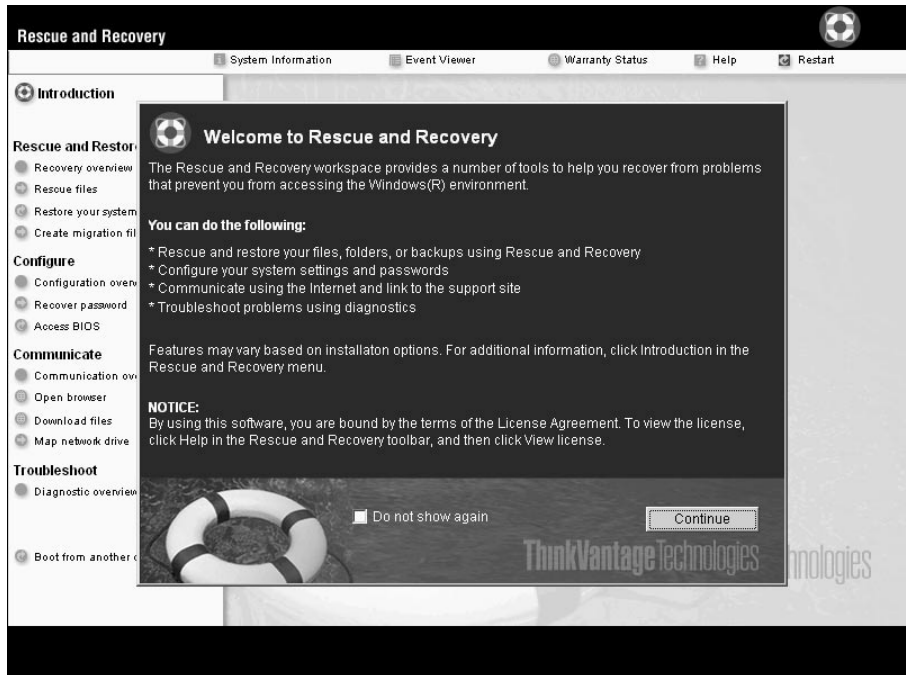 Rescue and Recovery
System Information Event Viewer Warranty Status Help Restart
Introduction
Rescue and Restor
Recovery overview
Rescue files
Restore your system
Create migration fil
Configure
Configuration overv
Recover password
Access BIOS
Communicate
Communication ov
Open browser
Download files
Map network drive
Troubleshoot
Diagnostic overview
Boot from another
Welcome to Rescue and Recovery
The Rescue and Recovery workspace provides a number of tools to help you recover from problems
that prevent you from accessing the Windows(R) environment.
You can do the following:
* Rescue and restore your files, folders, or backups using Rescue and Recovery
* Configure your system settings and passwords
* Communicate using the Internet and link to the support site
* Troubleshoot problems using diagnostics
Features may vary based on installaton options. For additional information, click Introduction in the
Rescue and Recovery menu.
NOTICE:
By using this software, you are bound by the terms of the License Agreement. To view the license,
click Help in the Rescue and Recovery toolbar, and then click View license.
Do not show again
Continue
ThinkVantage Technologies
hnologies